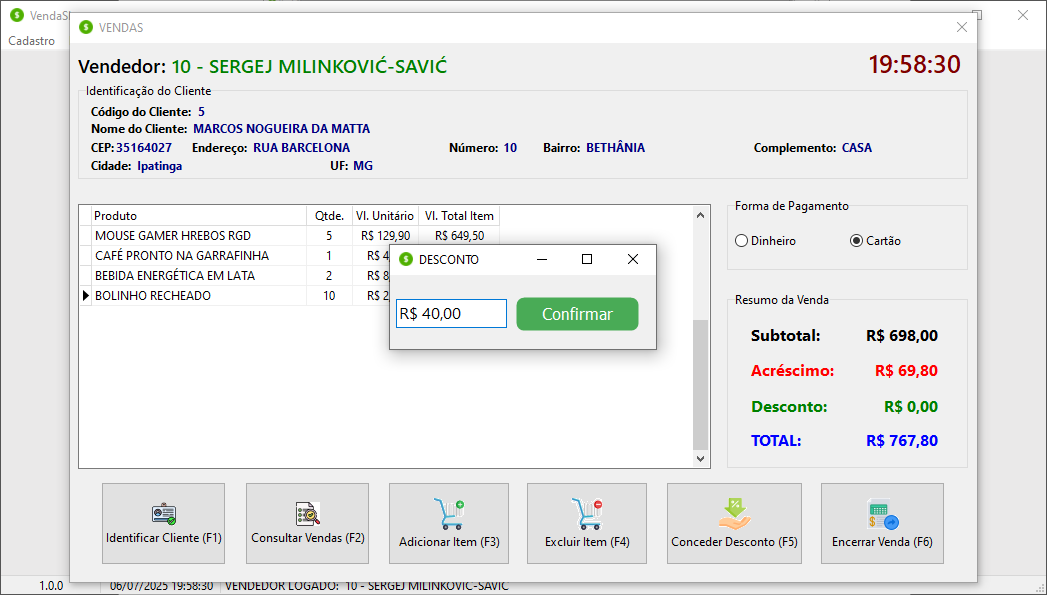 VendaS
VENDAS
Cadastro
Vendedor: 10 - SERGEJ MILINKOVIĆ-SAVIĆ
19:58:30
Identificação do Cliente
Código do Cliente: 5
Nome do Cliente: MARCOS NOGUEIRA DA MATTA
CEP: 35164027 Endereço: RUA BARCELONA Número: 10 Bairro: BETHÂNIA Complemento: CASA
Cidade: Ipatinga UF: MG
Produto Qtde. Vl. Unitário Vl. Total Item
MOUSE GAMER HREBOS RGD 5 R$ 129,90 R$ 649,50
CAFÉ PRONTO NA GARRAFINHA 1 R$ 4
BEBIDA ENERGÉTICA EM LATA 2 R$ 8
BOLINHO RECHEADO 10 R$ 2
DESCONTO
R$ 40,00 Confirmar
Forma de Pagamento
Dinheiro Cartão
Resumo da Venda
Subtotal: R$ 698,00
Acréscimo: R$ 69,80
Desconto: R$ 0,00
TOTAL: R$ 767,80
Identificar Cliente (F1) Consultar Vendas (F2) Adicionar Item (F3) Excluir Item (F4) Conceder Desconto (F5) Encerrar Venda (F6)
1.0.0 06/07/2025 19:58:30 VENDEDOR LOGADO: 10 - SERGEJ MILINKOVIĆ-SAVIĆ